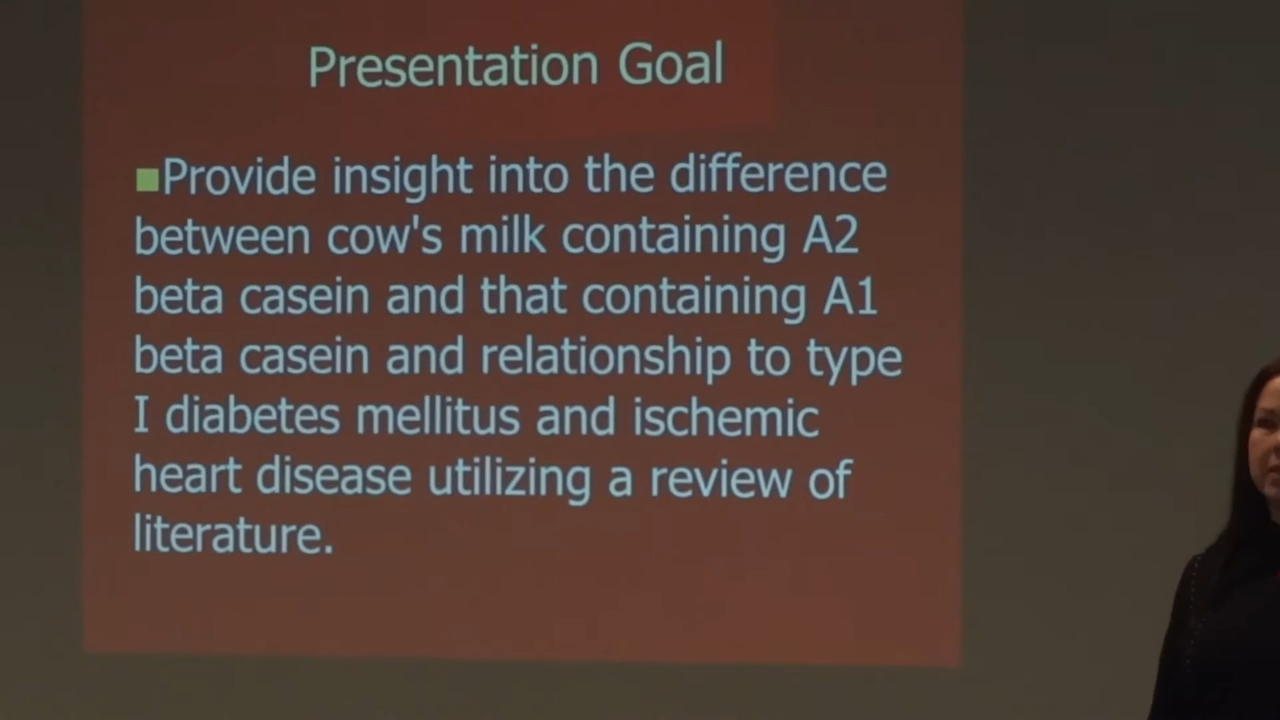 Presentation Goal
Provide insight into the difference
between cow's milk containing A2
beta casein and that containing A1
beta casein and relationship to type
I diabetes mellitus and ischemic
heart disease utilizing a review of
literature.